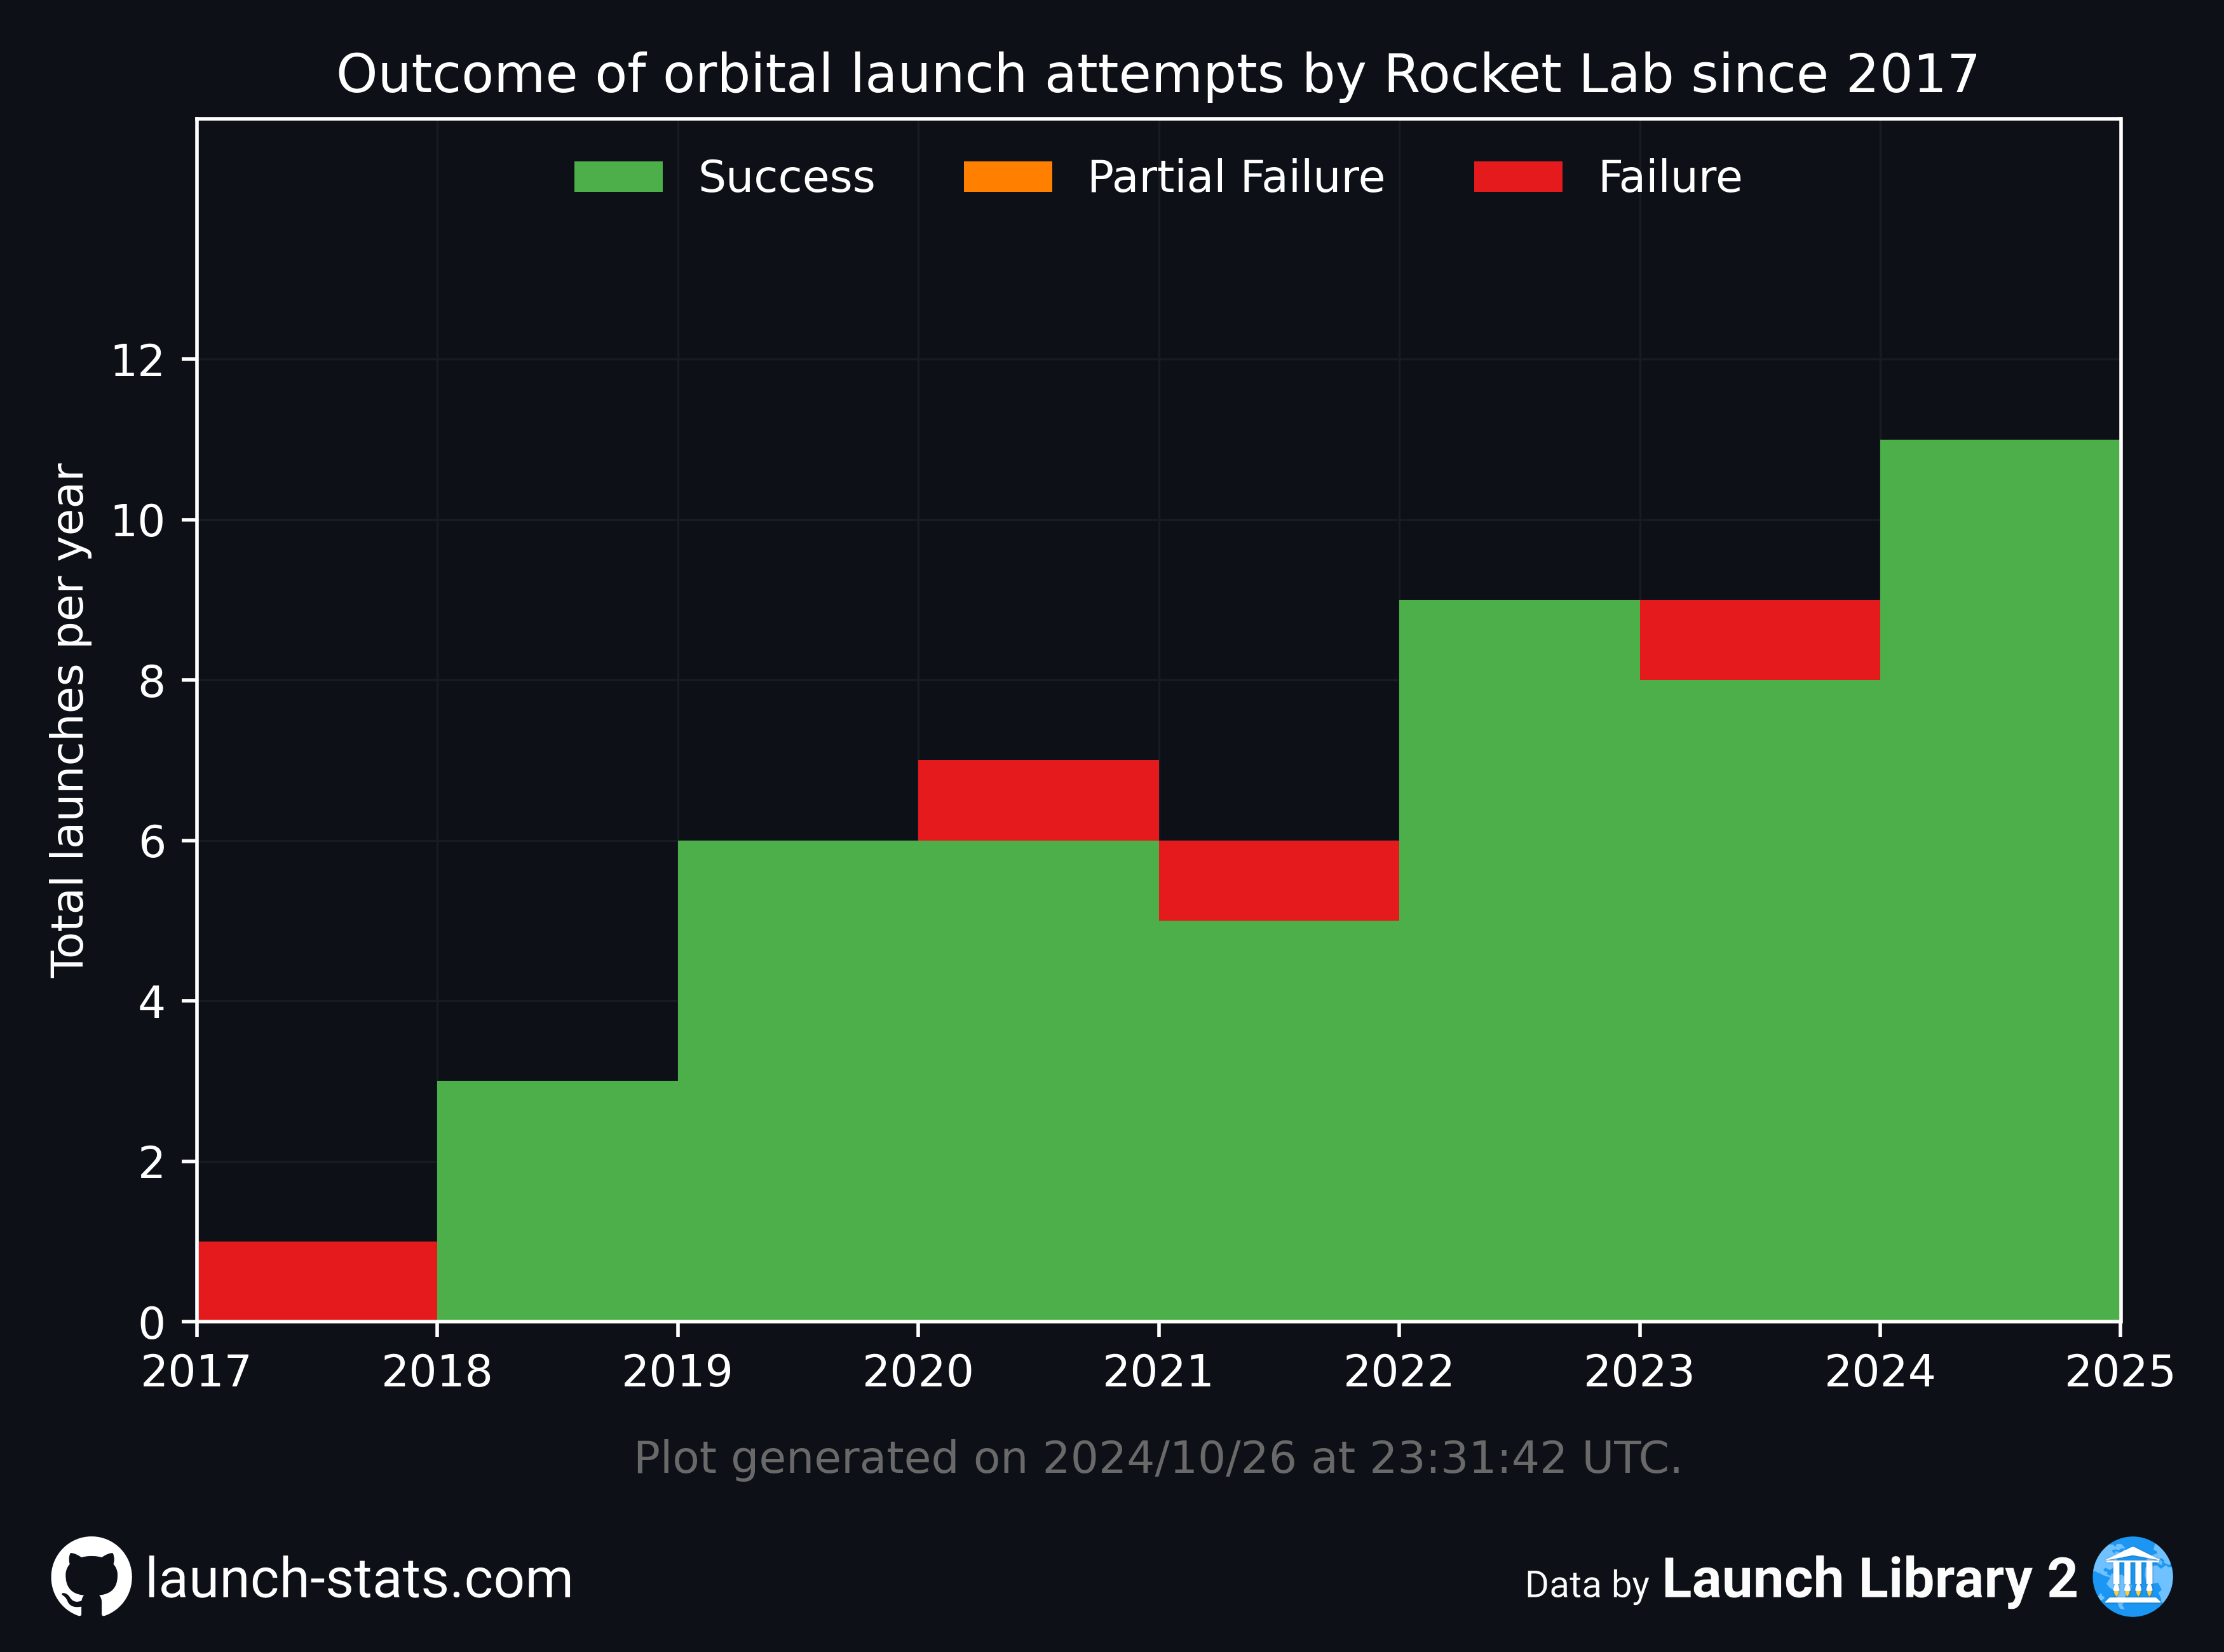 Outcome of orbital launch attempts by Rocket Lab since 2017
Success Partial Failure Failure
Total launches per year
12
10
8
6
4
2
0
2017 2018 2019 2020 2021 2022 2023 2024 2025
Plot generated on 2024/10/26 at 23:31:42 UTC.
launch-stats.com
Data by Launch Library 2